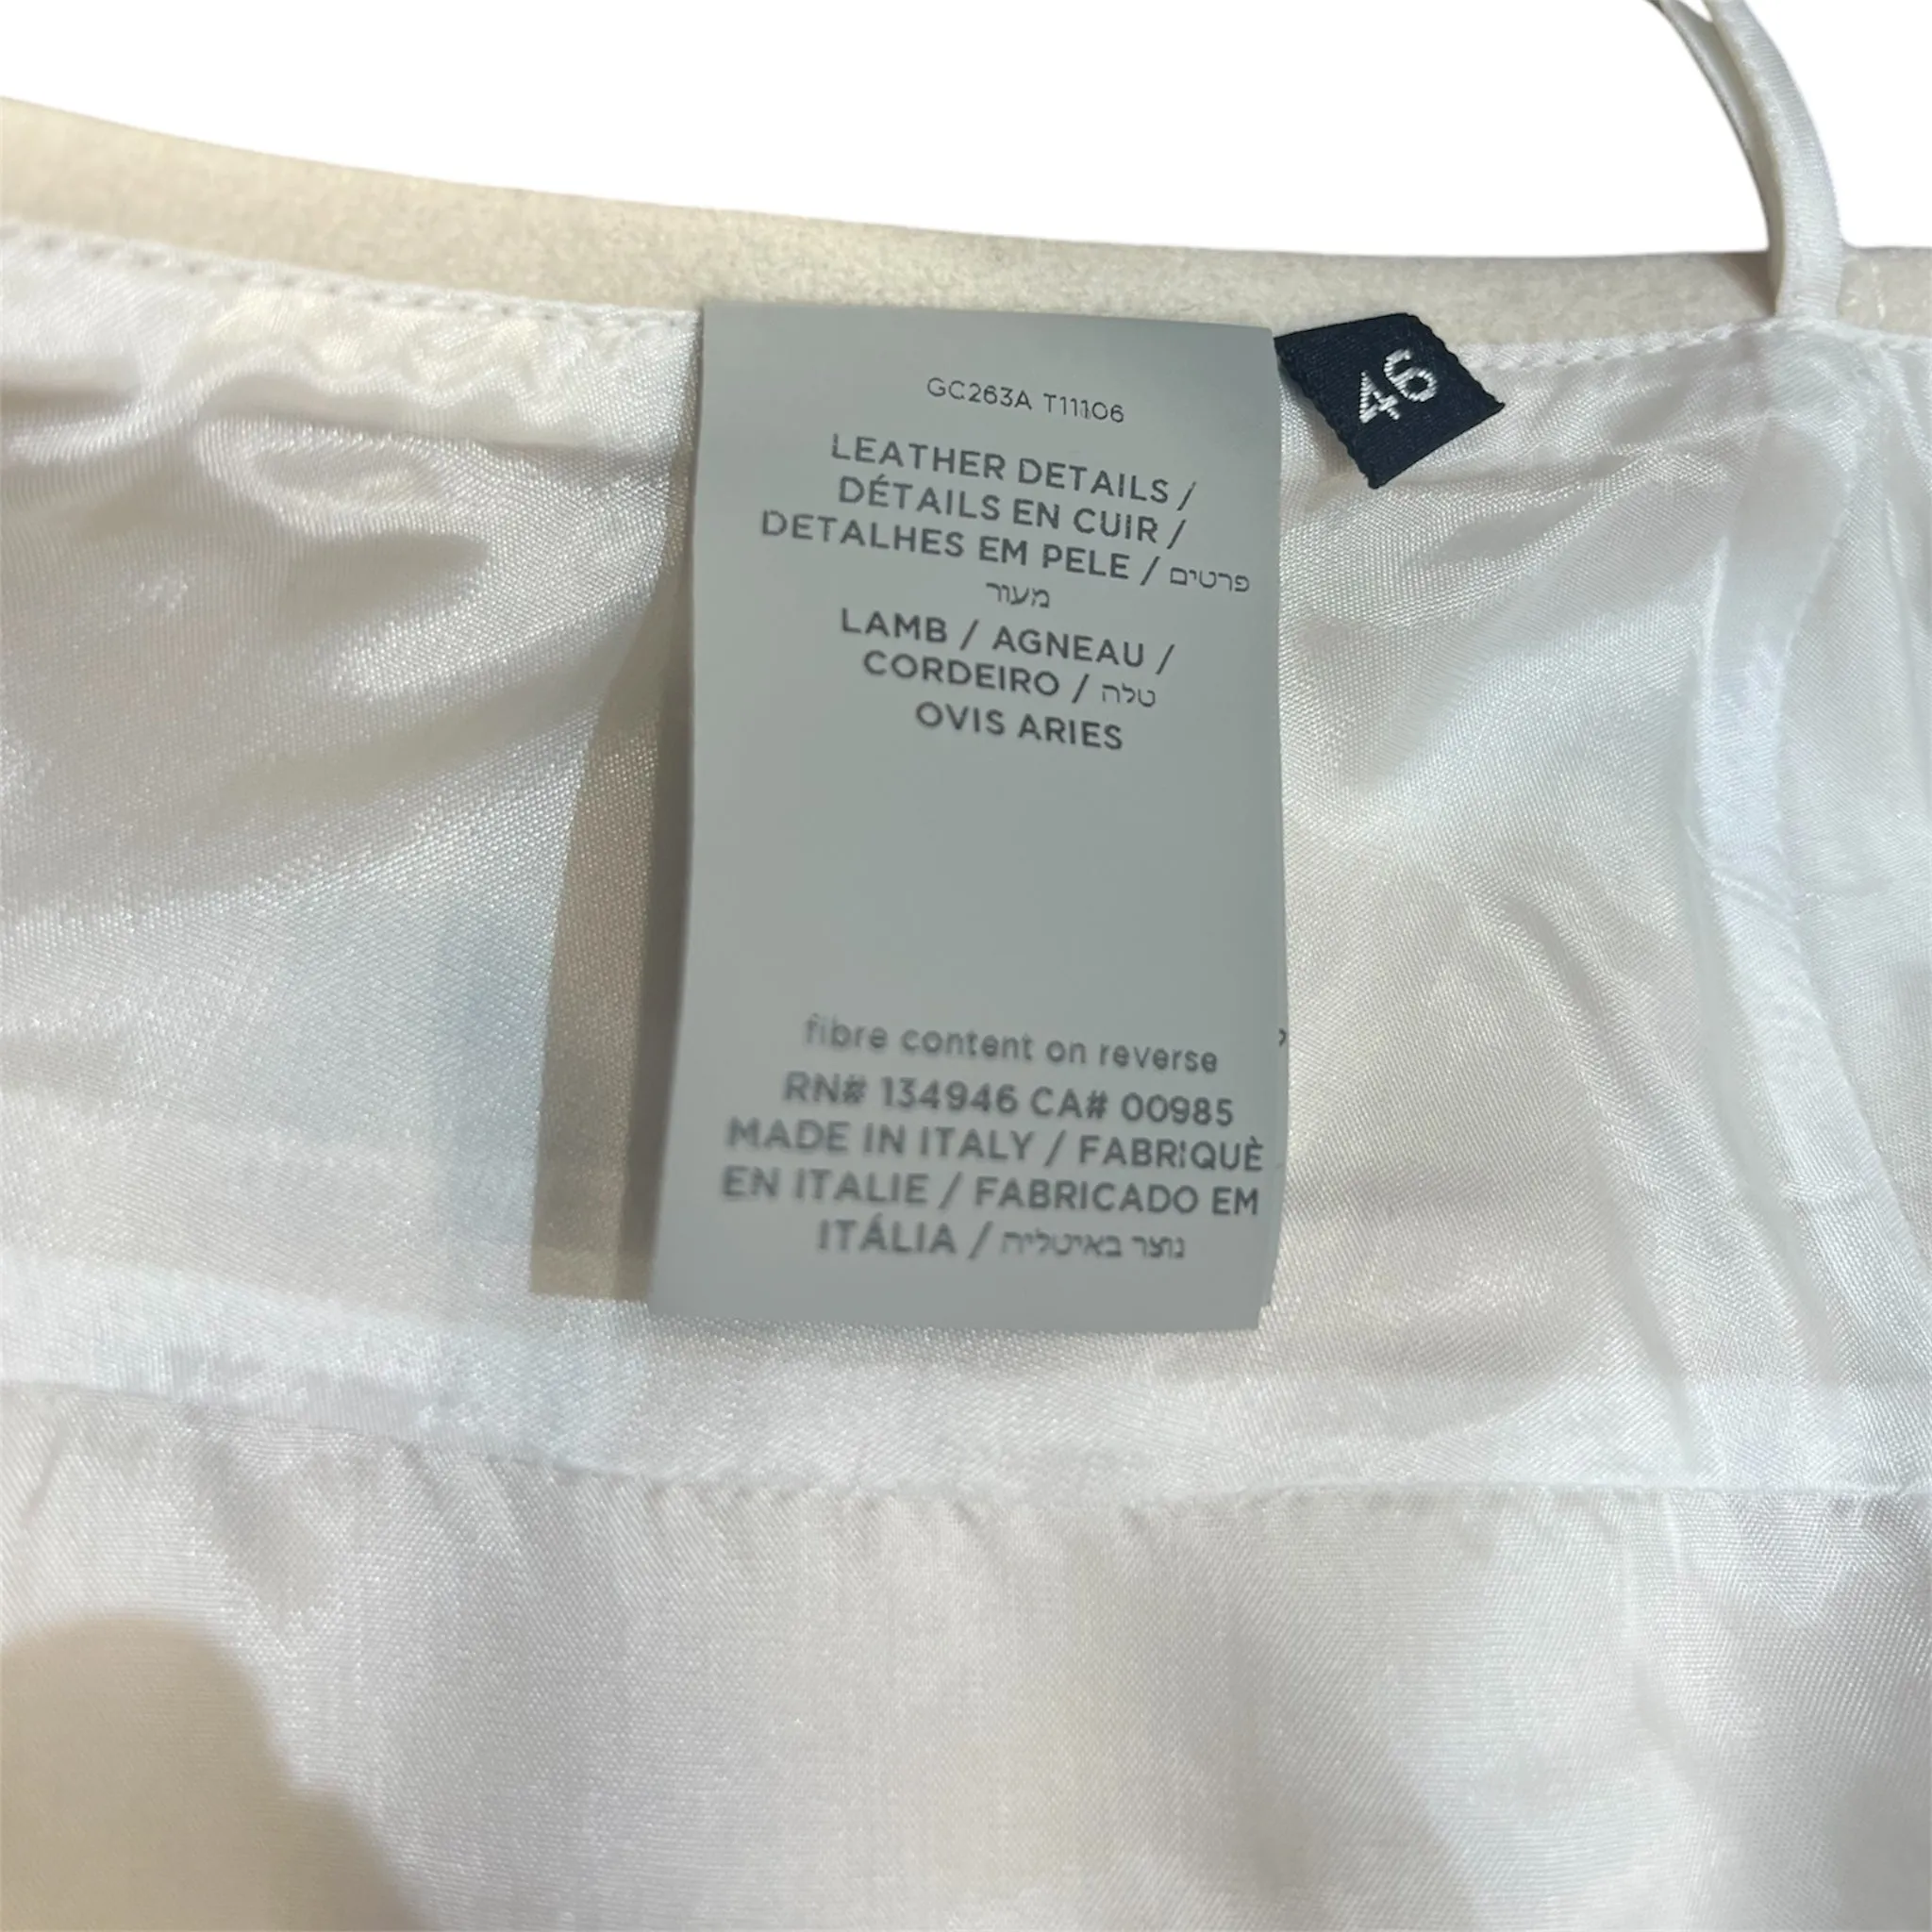 GC263A T11106
LEATHER DETAILS /
DÉTAILS EN CUIR /
DETALHES EM PELE / פרטים
מעור
LAMB / AGNEAU /
CORDEIRO / טלה
OVIS ARIES
fibre content on reverse
RN# 134946 CA# 00985
MADE IN ITALY / FABRIQUÈ
EN ITALIE / FABRICADO EM
ITÁLIA / נוצר באיטליה
46